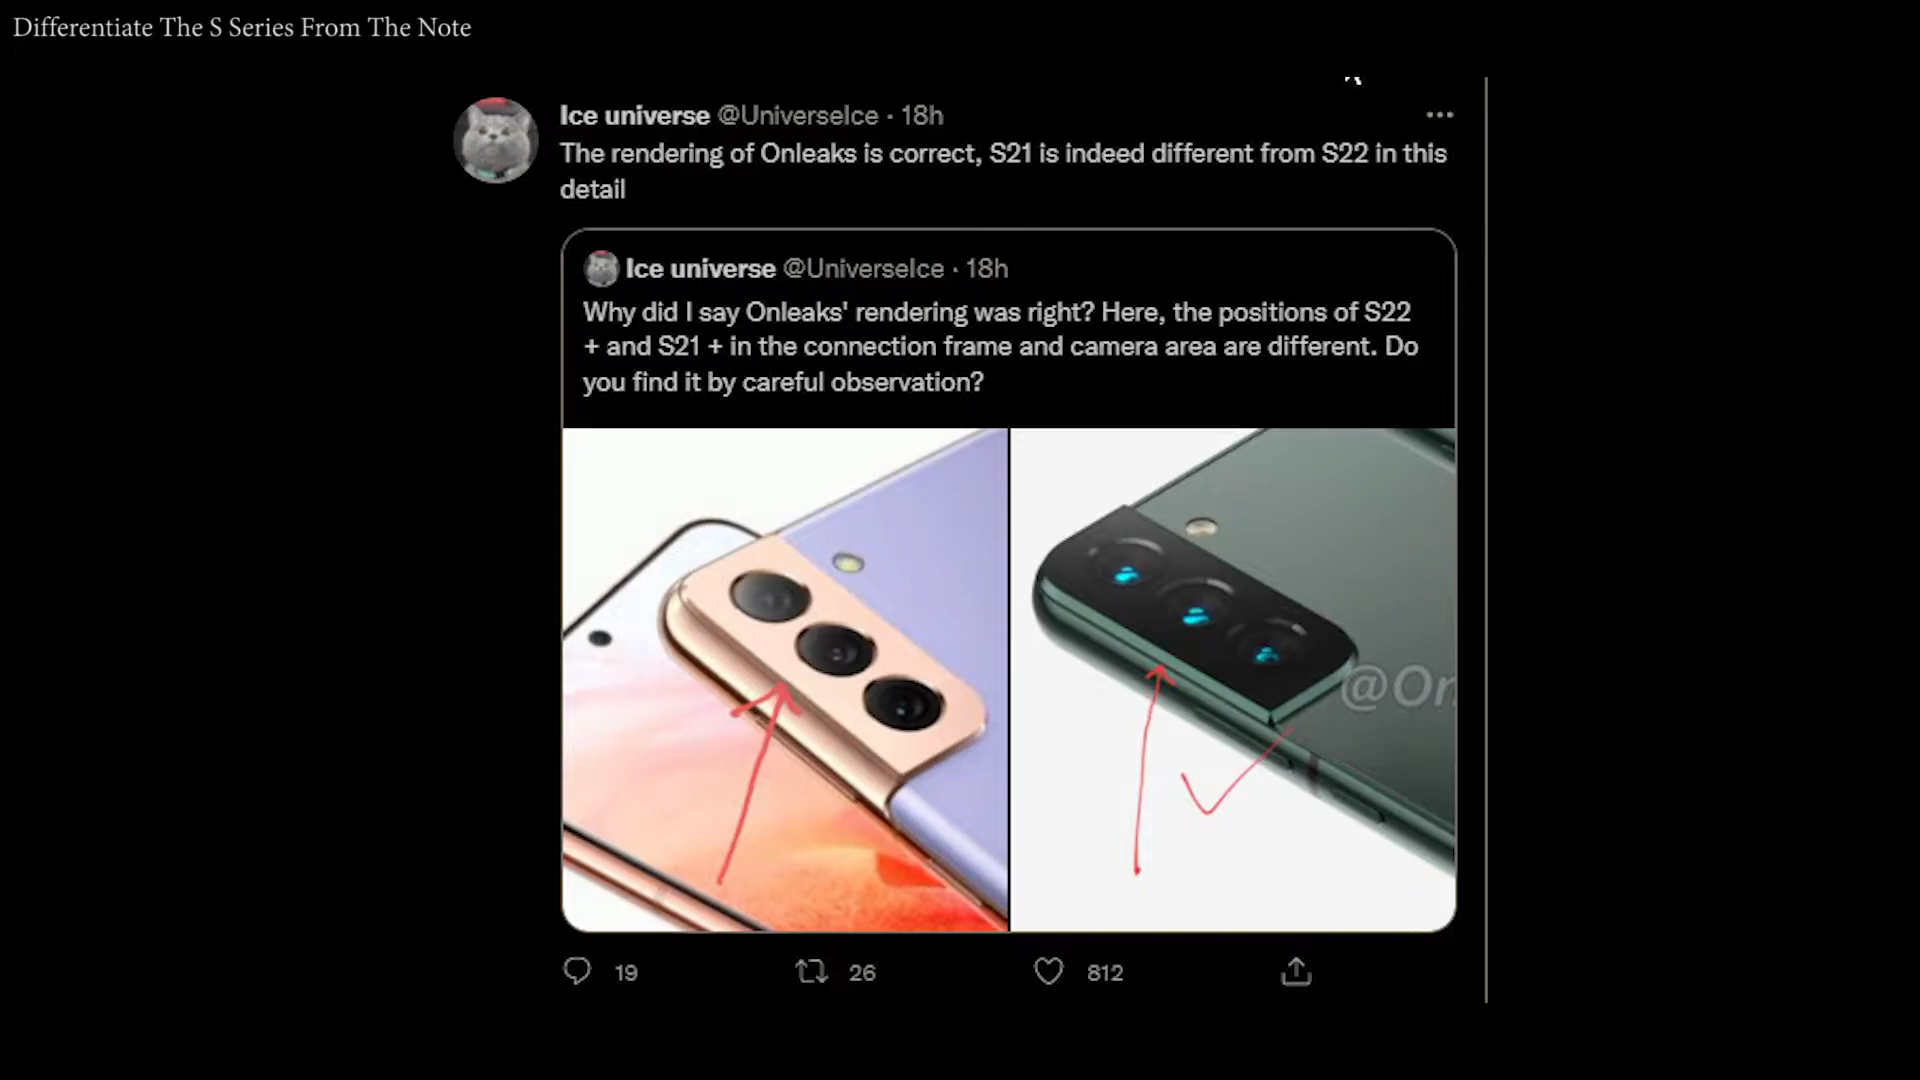 Differentiate The S Series From The Note
Ice universe @UniverseIce · 18h
The rendering of Onleaks is correct, S21 is indeed different from S22 in this
detail
Ice universe @UniverseIce · 18h
Why did I say Onleaks' rendering was right? Here, the positions of S22
+ and S21 + in the connection frame and camera area are different. Do
you find it by careful observation?
@On
19 26 812